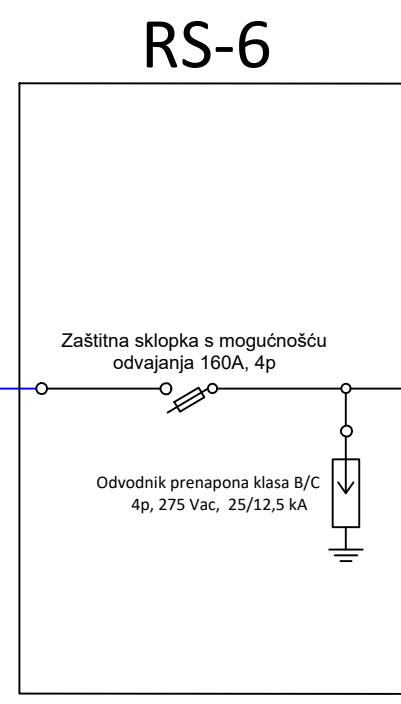 RS-6
Zaštitna sklopka s mogućnošću
odvajanja 160A, 4p
Odvodnik prenapona klasa B/C
4p, 275 Vac, 25/12,5 kA